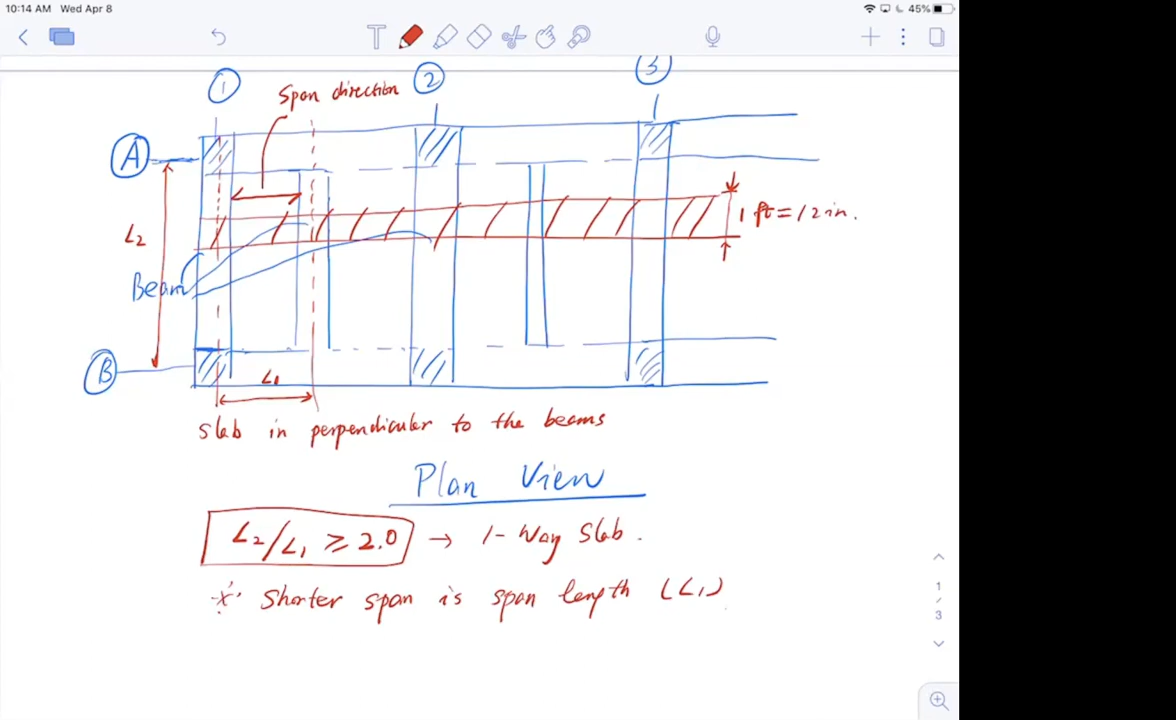 10:14 AM Wed Apr 8
45%
T
1
2
3
Span direction
A
L2
1 ft = 12 in.
Beam
B
L1
Slab in perpendicular to the beams
Plan View
L2/L1 ≥ 2.0 → 1-Way Slab.
※ Shorter span is span length (L1)
1
/
3